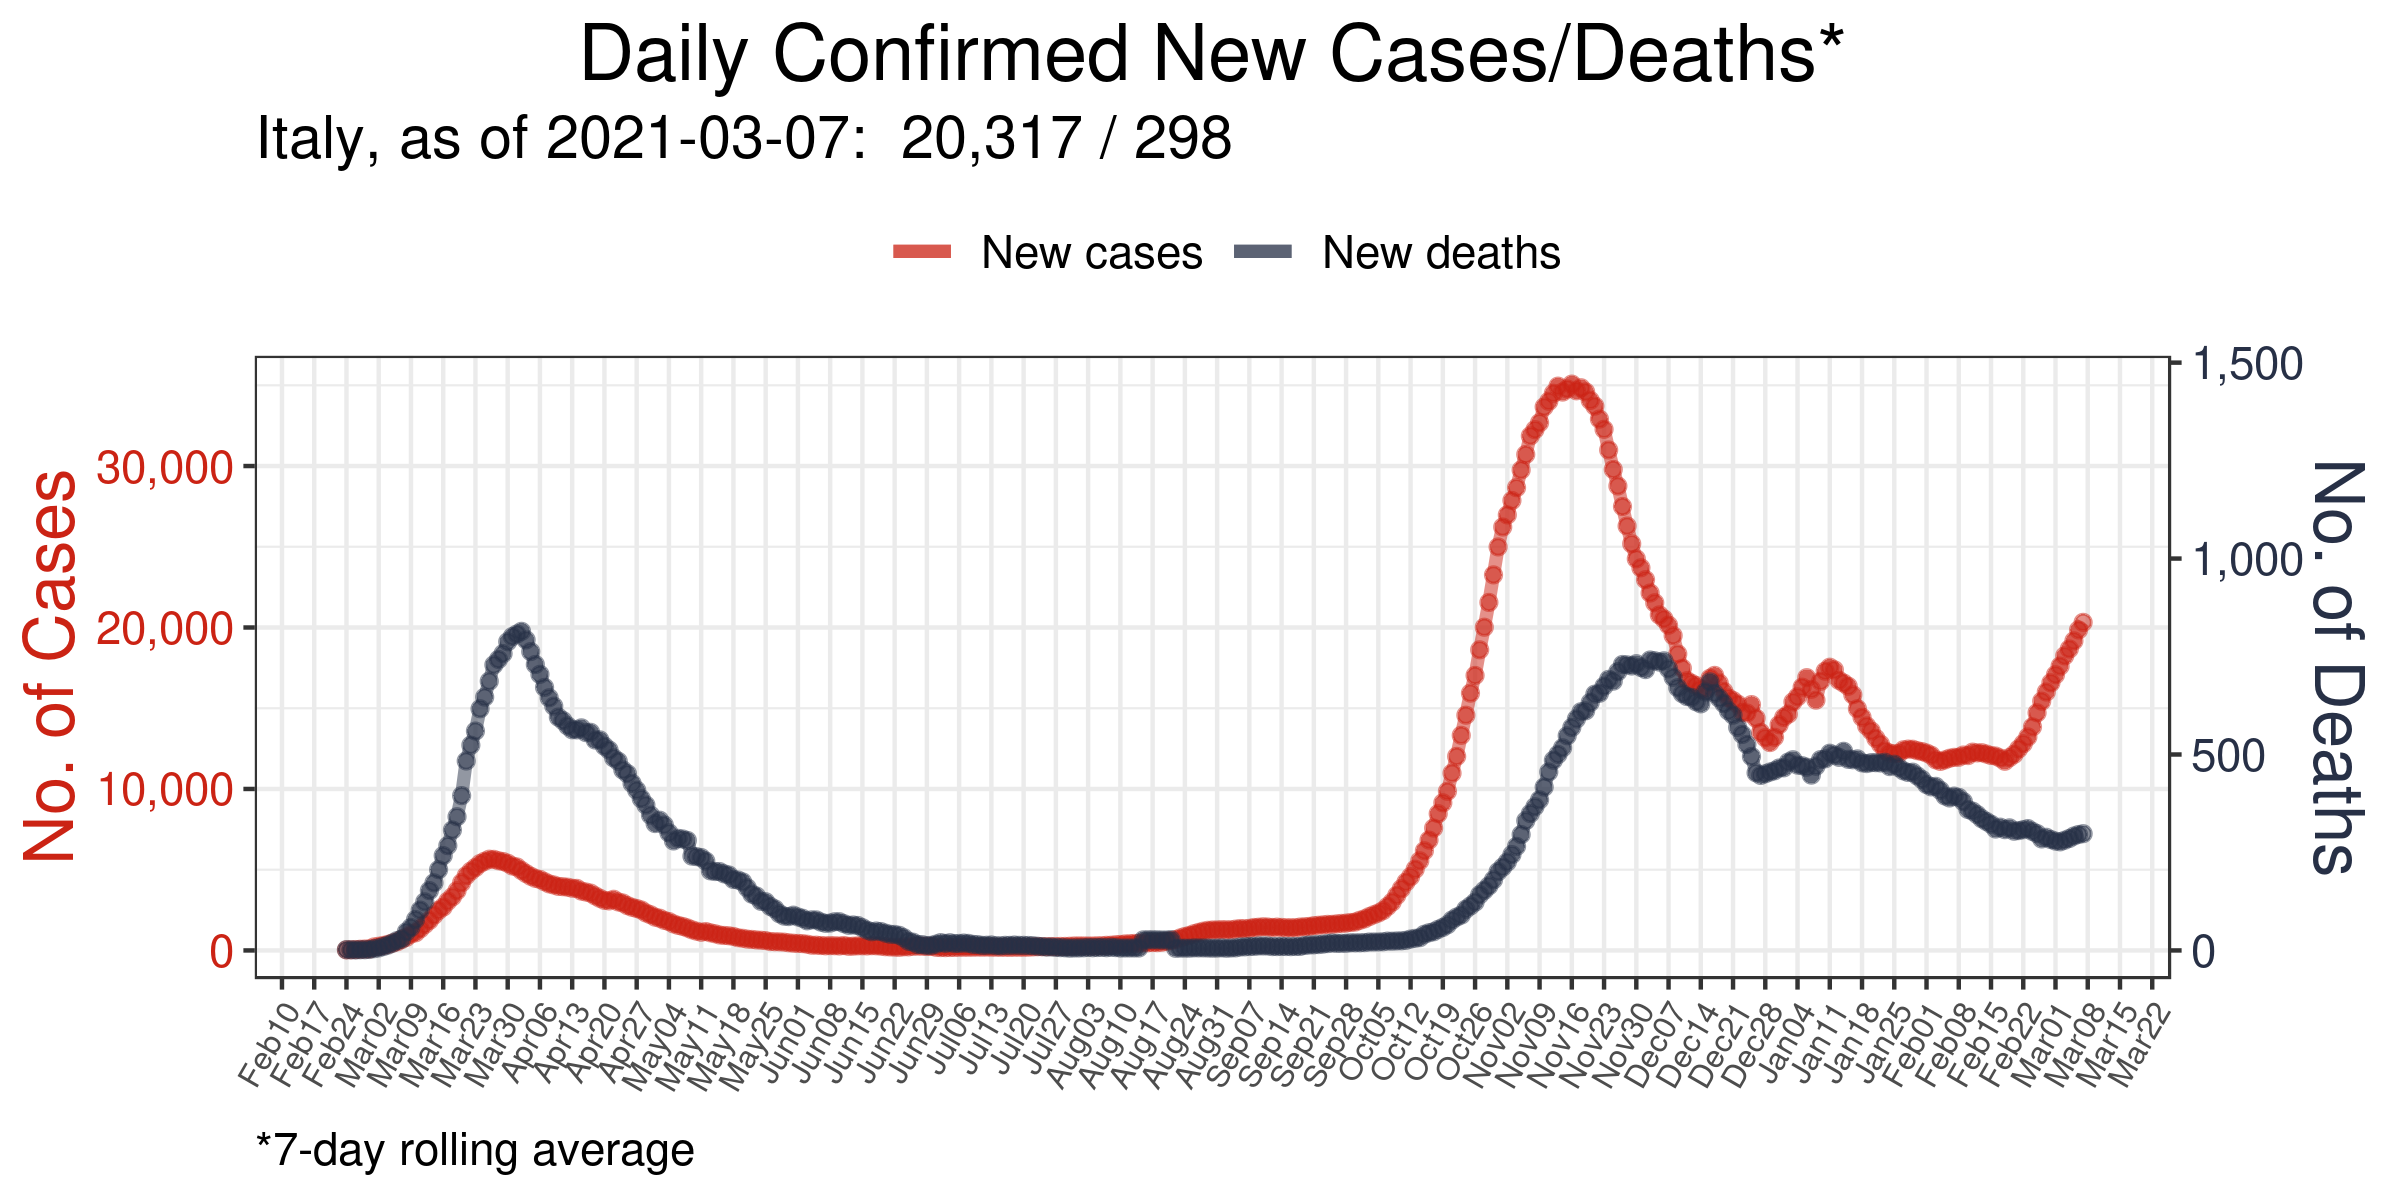 Daily Confirmed New Cases/Deaths*
Italy, as of 2021-03-07:  20,317 / 298
New cases
New deaths
No. of Cases
30,000
20,000
10,000
0
1,500
1,000
500
0
No. of Deaths
Feb10
Feb17
Feb24
Mar02
Mar09
Mar16
Mar23
Mar30
Apr06
Apr13
Apr20
Apr27
May04
May11
May18
May25
Jun01
Jun08
Jun15
Jun22
Jun29
Jul06
Jul13
Jul20
Jul27
Aug03
Aug10
Aug17
Aug24
Aug31
Sep07
Sep14
Sep21
Sep28
Oct05
Oct12
Oct19
Oct26
Nov02
Nov09
Nov16
Nov23
Nov30
Dec07
Dec14
Dec21
Dec28
Jan04
Jan11
Jan18
Jan25
Feb01
Feb08
Feb15
Feb22
Mar01
Mar08
Mar15
Mar22
*7-day rolling average